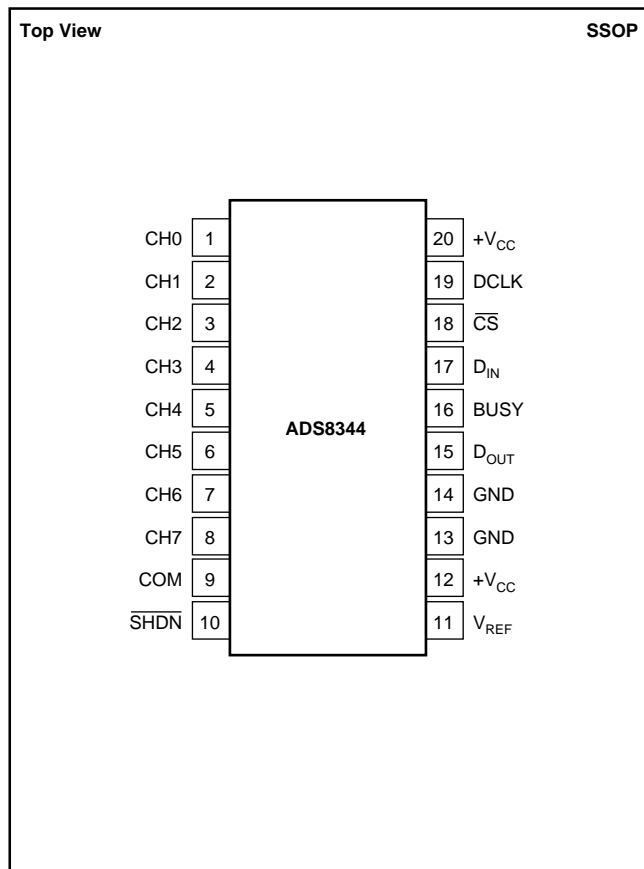 Top View SSOP
CH0 1 20 +VCC
CH1 2 19 DCLK
CH2 3 18 C̅S̅
CH3 4 17 DIN
CH4 5 16 BUSY
ADS8344
CH5 6 15 DOUT
CH6 7 14 GND
CH7 8 13 GND
COM 9 12 +VCC
S̅H̅D̅N̅ 10 11 VREF